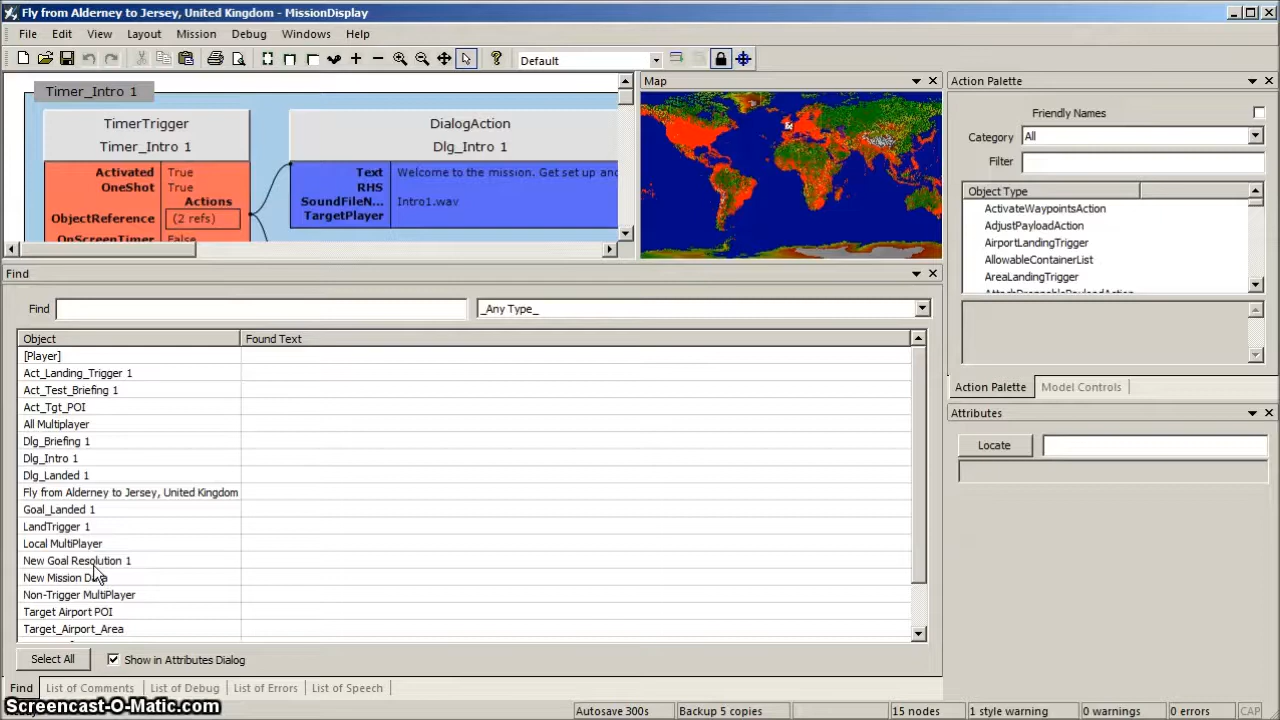 Fly from Alderney to Jersey, United Kingdom - MissionDisplay
File Edit View Layout Mission Debug Windows Help
Default
Timer_Intro 1
TimerTrigger
Timer_Intro 1
Activated True
OneShot True
Actions
ObjectReference (2 refs)
OnScreenTimer False
DialogAction
Dlg_Intro 1
Text Welcome to the mission. Get set up and
RHS
SoundFileN... Intro1.wav
TargetPlayer
Map
Action Palette
Friendly Names
Category All
Filter
Object Type
ActivateWaypointsAction
AdjustPayloadAction
AirportLandingTrigger
AllowableContainerList
AreaLandingTrigger
AttachDroppablePayloadAction
Action Palette Model Controls
Attributes
Locate
Find
Find _Any Type_
Object Found Text
[Player]
Act_Landing_Trigger 1
Act_Test_Briefing 1
Act_Tgt_POI
All Multiplayer
Dlg_Briefing 1
Dlg_Intro 1
Dlg_Landed 1
Fly from Alderney to Jersey, United Kingdom
Goal_Landed 1
LandTrigger 1
Local MultiPlayer
New Goal Resolution 1
New Mission Data
Non-Trigger MultiPlayer
Target Airport POI
Target_Airport_Area
Select All Show in Attributes Dialog
Find List of Comments List of Debug List of Errors List of Speech
Screencast-O-Matic.com
Autosave 300s Backup 5 copies 15 nodes 1 style warning 0 warnings 0 errors CAP